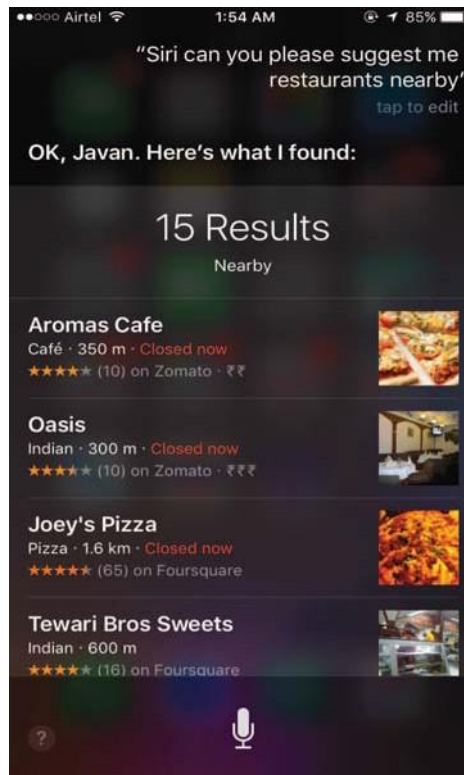 Airtel 1:54 AM 85%
“Siri can you please suggest me
restaurants nearby’
tap to edit
OK, Javan. Here’s what I found:
15 Results
Nearby
Aromas Cafe
Café · 350 m · Closed now
★★★★★ (10) on Zomato · ₹₹
Oasis
Indian · 300 m · Closed now
★★★★★ (10) on Zomato · ₹₹₹
Joey's Pizza
Pizza · 1.6 km · Closed now
★★★★★ (65) on Foursquare
Tewari Bros Sweets
Indian · 600 m
★★★★★ (16) on Foursquare
?